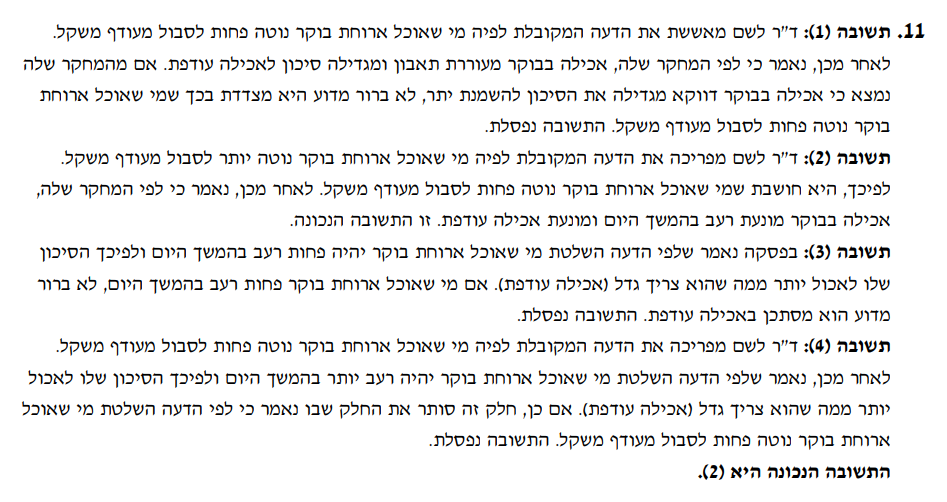 11. תשובה (1): ד"ר לשם מאששת את הדעה המקובלת לפיה מי שאוכל ארוחת בוקר נוטה פחות לסבול מעודף משקל.
לאחר מכן, נאמר כי לפי המחקר שלה, אכילה בבוקר מעוררת תאבון ומגדילה סיכון לאכילה עודפת. אם מהמחקר שלה
נמצא כי אכילה בבוקר דווקא מגדילה את הסיכון להשמנת יתר, לא ברור מדוע היא מצדדת בכך שמי שאוכל ארוחת
בוקר נוטה פחות לסבול מעודף משקל. התשובה נפסלת.
תשובה (2): ד"ר לשם מפריכה את הדעה המקובלת לפיה מי שאוכל ארוחת בוקר נוטה יותר לסבול מעודף משקל.
לפיכך, היא חושבת שמי שאוכל ארוחת בוקר נוטה פחות לסבול מעודף משקל. לאחר מכן, נאמר כי לפי המחקר שלה,
אכילה בבוקר מונעת רעב בהמשך היום ומונעת אכילה עודפת. זו התשובה הנכונה.
תשובה (3): בפסקה נאמר שלפי הדעה השלטת מי שאוכל ארוחת בוקר יהיה פחות רעב בהמשך היום ולפיכך הסיכון
שלו לאכול יותר ממה שהוא צריך גדל (אכילה עודפת). אם מי שאוכל ארוחת בוקר פחות רעב בהמשך היום, לא ברור
מדוע הוא מסתכן באכילה עודפת. התשובה נפסלת.
תשובה (4): ד"ר לשם מפריכה את הדעה המקובלת לפיה מי שאוכל ארוחת בוקר נוטה פחות לסבול מעודף משקל.
לאחר מכן, נאמר שלפי הדעה השלטת מי שאוכל ארוחת בוקר יהיה רעב יותר בהמשך היום ולפיכך הסיכון שלו לאכול
יותר ממה שהוא צריך גדל (אכילה עודפת). אם כן, חלק זה סותר את החלק שבו נאמר כי לפי הדעה השלטת מי שאוכל
ארוחת בוקר נוטה פחות לסבול מעודף משקל. התשובה נפסלת.
התשובה הנכונה היא (2).